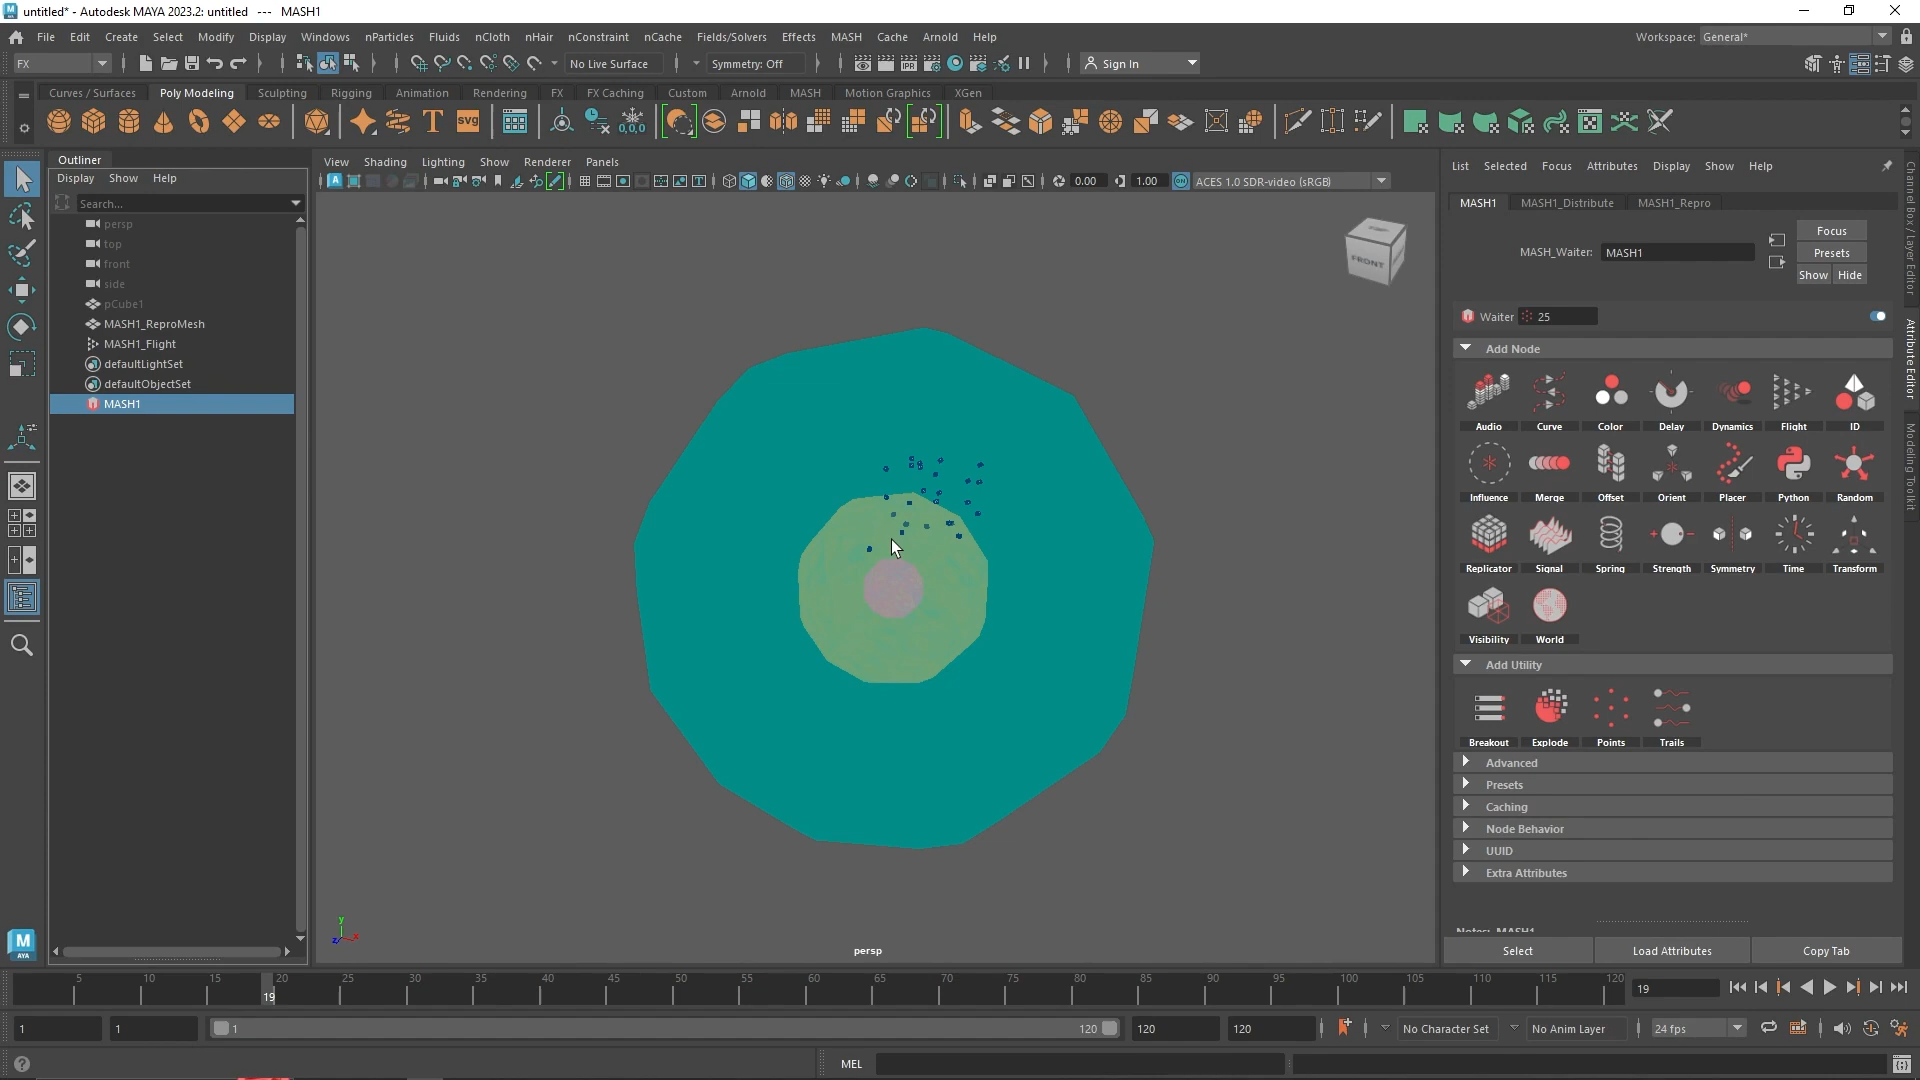 untitled* - Autodesk MAYA 2023.2: untitled --- MASH1
File Edit Create Select Modify Display Windows nParticles Fluids nCloth nHair nConstraint nCache Fields/Solvers Effects MASH Cache Arnold Help Workspace: General*
FX No Live Surface Symmetry: Off Sign In
Curves / Surfaces Poly Modeling Sculpting Rigging Animation Rendering FX FX Caching Custom Arnold MASH Motion Graphics XGen
Outliner
Display Show Help
Search...
persp
top
front
side
pCube1
MASH1_ReproMesh
MASH1_Flight
defaultLightSet
defaultObjectSet
MASH1
View Shading Lighting Show Renderer Panels
0.00 1.00 ACES 1.0 SDR-video (sRGB)
FRONT
persp
List Selected Focus Attributes Display Show Help
MASH1 MASH1_Distribute MASH1_Repro
MASH_Waiter: MASH1
Focus
Presets
Show Hide
Waiter 25
Add Node
Audio Curve Color Delay Dynamics Flight ID
Influence Merge Offset Orient Placer Python Random
Replicator Signal Spring Strength Symmetry Time Transform
Visibility World
Add Utility
Breakout Explode Points Trails
Advanced
Presets
Caching
Node Behavior
UUID
Extra Attributes
Notes: MASH1
Select Load Attributes Copy Tab
Channel Box / Layer Editor
Attribute Editor
Modeling Toolkit
5 10 15 20 25 30 35 40 45 50 55 60 65 70 75 80 85 90 95 100 105 110 115 120
19 19
1 1 1 120 120 120 No Character Set No Anim Layer 24 fps
MEL